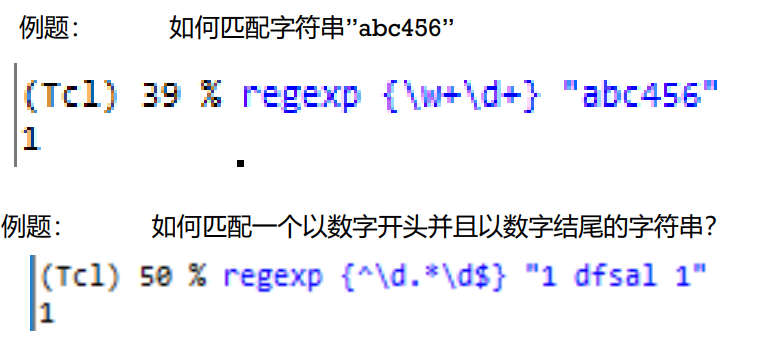 例题： 如何匹配字符串”abc456”
(Tcl) 39 % regexp {\w+\d+} "abc456"
1
例题： 如何匹配一个以数字开头并且以数字结尾的字符串?
(Tcl) 50 % regexp {^\d.*\d$} "1 dfsal 1"
1